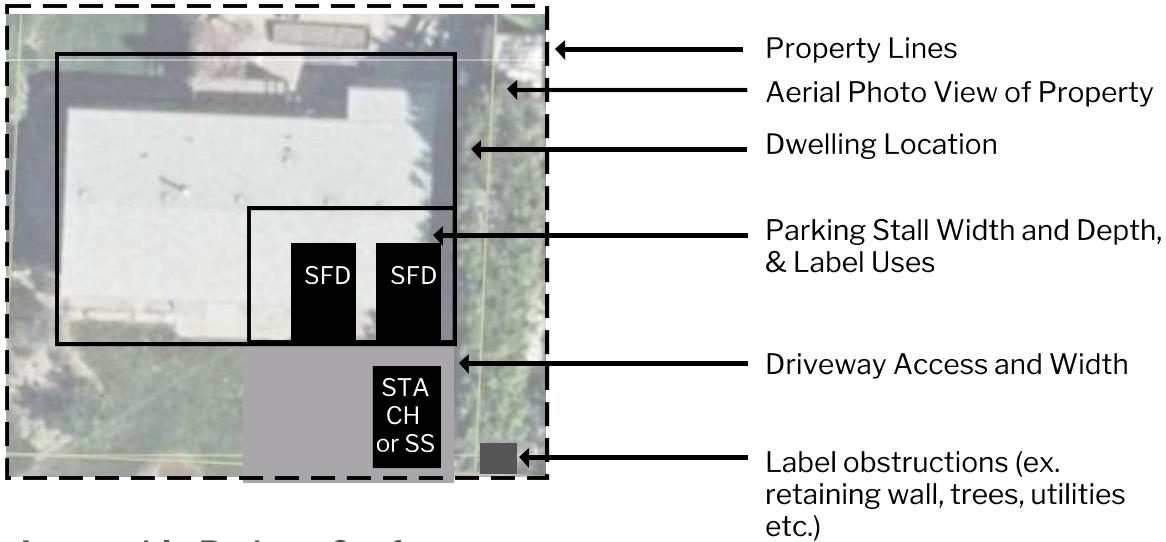 Property Lines
Aerial Photo View of Property
Dwelling Location
Parking Stall Width and Depth,
& Label Uses
SFD SFD
Driveway Access and Width
STA
CH
or SS
Label obstructions (ex.
retaining wall, trees, utilities
etc.)